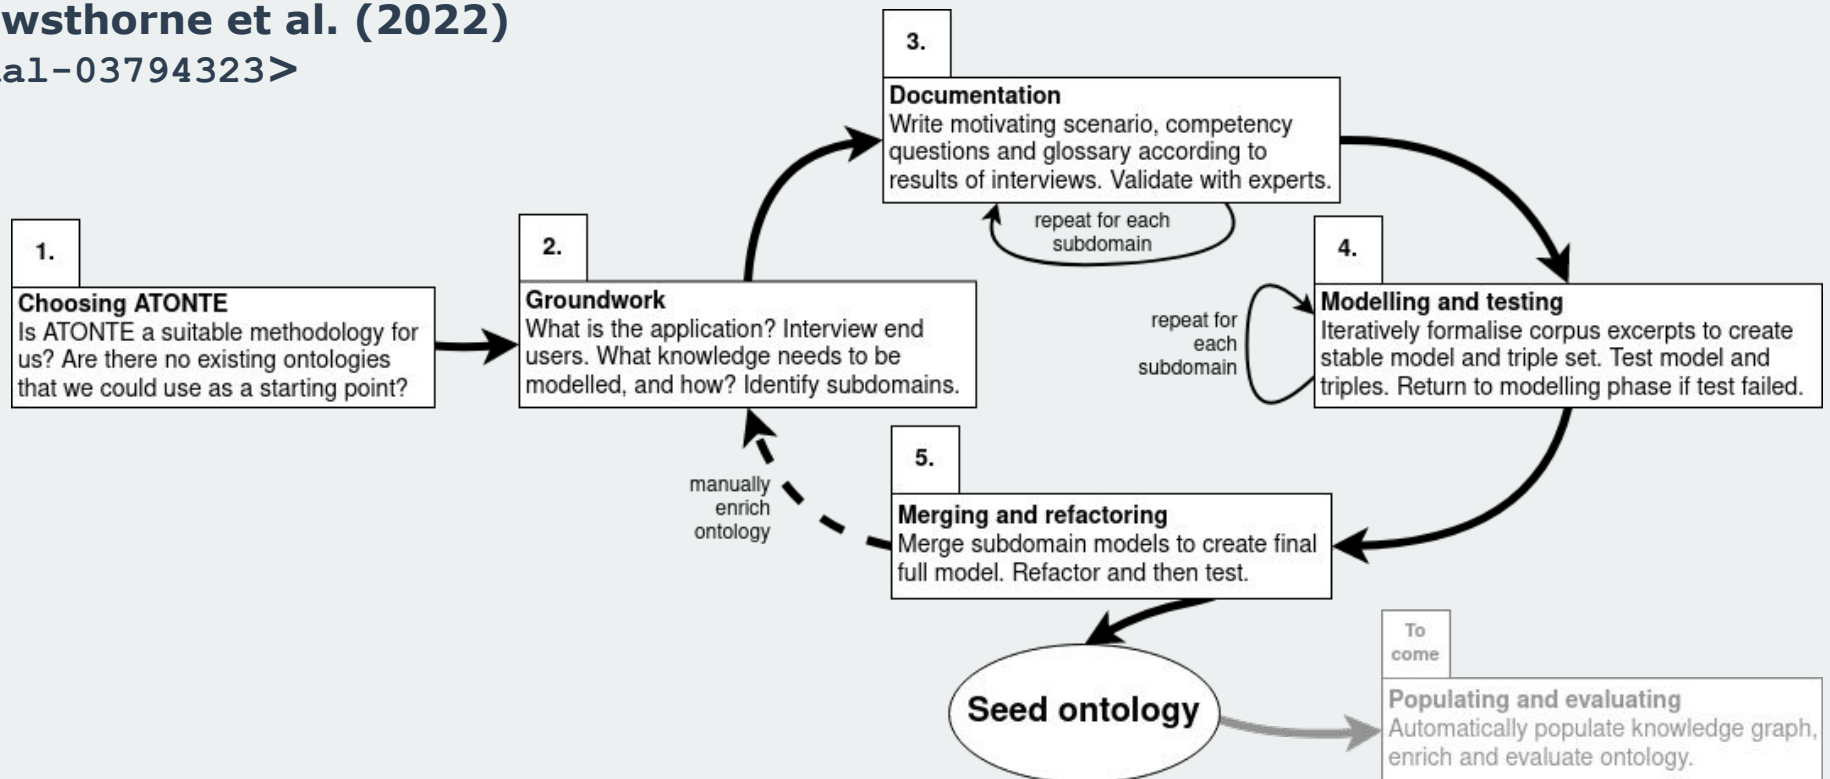 wsthorne et al. (2022)
al-03794323>
3.
Documentation
Write motivating scenario, competency
questions and glossary according to
results of interviews. Validate with experts.
repeat for each
subdomain
1.
Choosing ATONTE
Is ATONTE a suitable methodology for
us? Are there no existing ontologies
that we could use as a starting point?
2.
Groundwork
What is the application? Interview end
users. What knowledge needs to be
modelled, and how? Identify subdomains.
4.
Modelling and testing
Iteratively formalise corpus excerpts to create
stable model and triple set. Test model and
triples. Return to modelling phase if test failed.
repeat for
each
subdomain
5.
Merging and refactoring
Merge subdomain models to create final
full model. Refactor and then test.
manually
enrich
ontology
Seed ontology
To
come
Populating and evaluating
Automatically populate knowledge graph,
enrich and evaluate ontology.